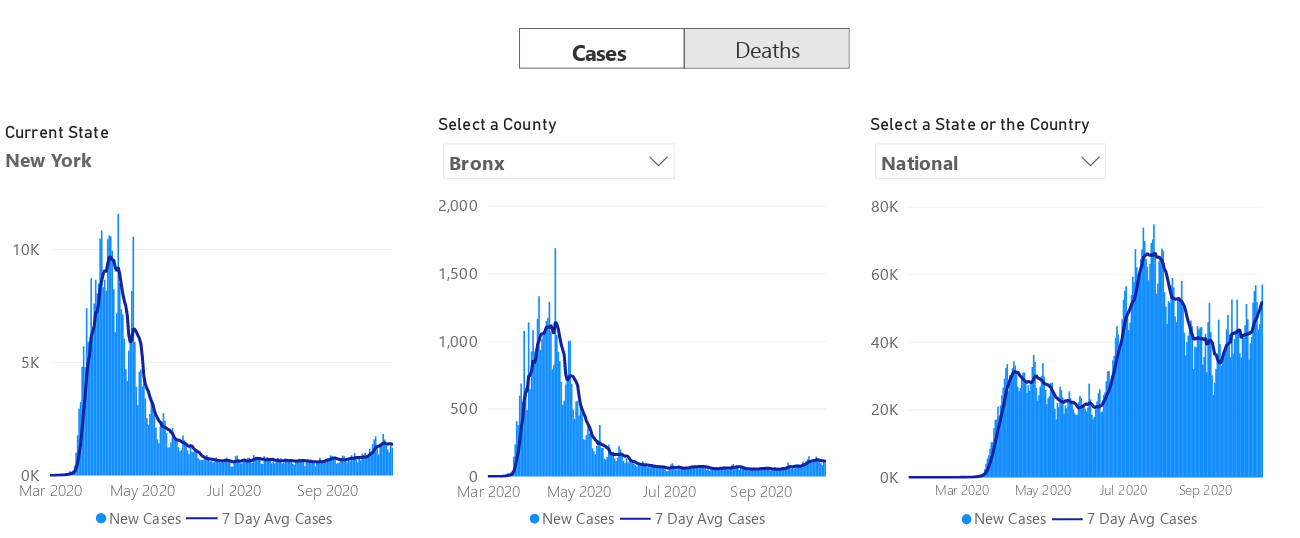 Cases Deaths
Current State
New York
10K
5K
0K
Mar 2020 May 2020 Jul 2020 Sep 2020
New Cases 7 Day Avg Cases
Select a County
Bronx
2,000
1,500
1,000
500
0
Mar 2020 May 2020 Jul 2020 Sep 2020
New Cases 7 Day Avg Cases
Select a State or the Country
National
80K
60K
40K
20K
0K
Mar 2020 May 2020 Jul 2020 Sep 2020
New Cases 7 Day Avg Cases